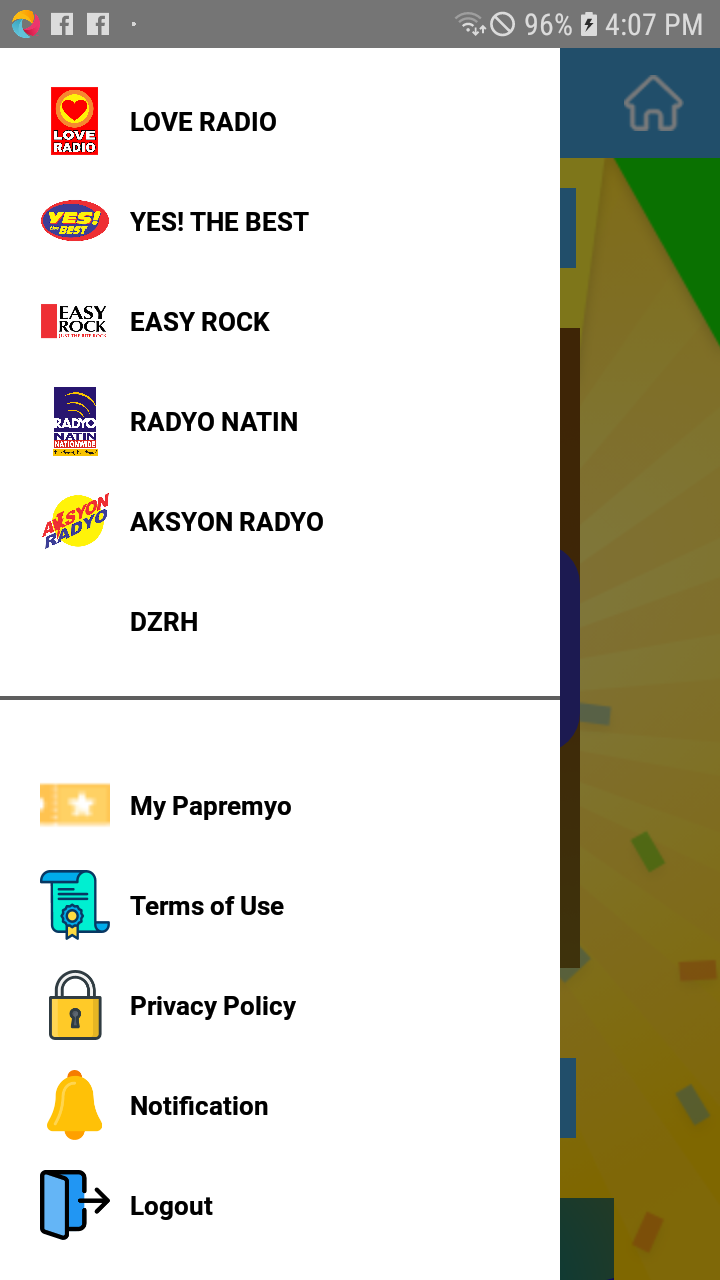 96% 4:07 PM
LOVE RADIO
LOVE RADIO
YES! the BEST
YES! THE BEST
EASY ROCK
EASY ROCK
RADYO NATIN NATIONWIDE
RADYO NATIN
AKSYON RADYO
AKSYON RADYO
DZRH
My Papremyo
Terms of Use
Privacy Policy
Notification
Logout